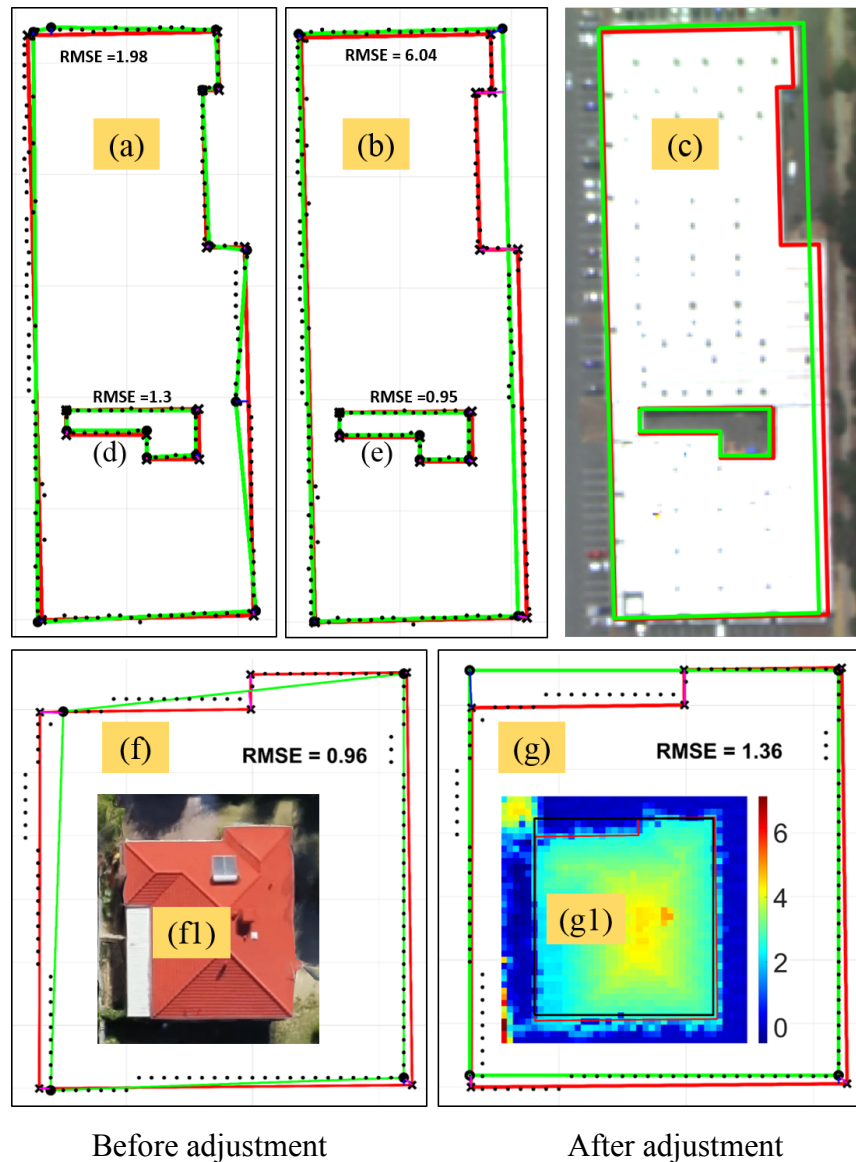 RMSE =1.98
RMSE =6.04
(a)
(b)
(c)
RMSE =1.3
RMSE =0.95
(d)
(e)
(f)
RMSE = 0.96
(g)
RMSE = 1.36
(f1)
(g1)
6
4
2
0
Before adjustment
After adjustment